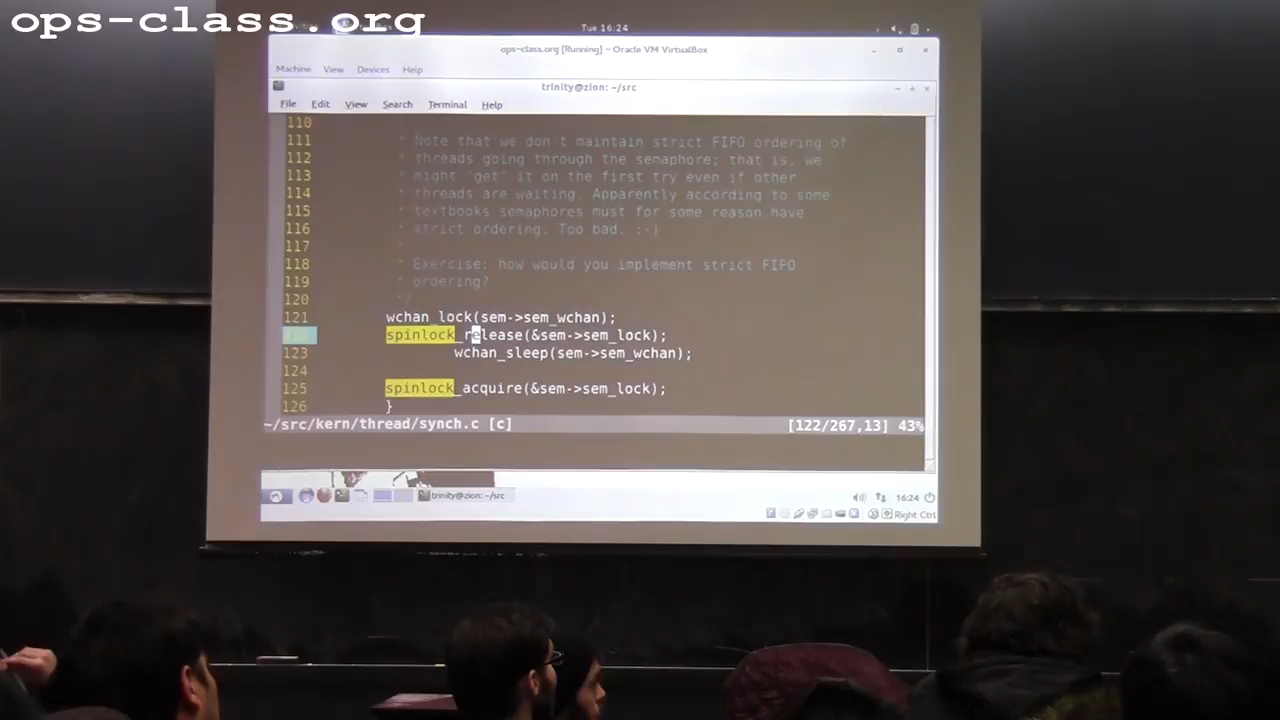 ops-class.org
Tue 16:24
ops-class.org [Running] - Oracle VM VirtualBox
Machine View Devices Help
trinity@zion: ~/src
File Edit View Search Terminal Help
110
111 * Note that we don't maintain strict FIFO ordering of
112 * threads going through the semaphore; that is, we
113 * might "get" it on the first try even if other
114 * threads are waiting. Apparently according to some
115 * textbooks semaphores must for some reason have
116 * strict ordering. Too bad. :-)
117 *
118 * Exercise: how would you implement strict FIFO
119 * ordering?
120 */
121 wchan_lock(sem->sem_wchan);
122 spinlock_release(&sem->sem_lock);
123 wchan_sleep(sem->sem_wchan);
124
125 spinlock_acquire(&sem->sem_lock);
126 }
~/src/kern/thread/synch.c [c] [122/267,13] 43%
trinity@zion: ~/src 16:24
Right Ctrl